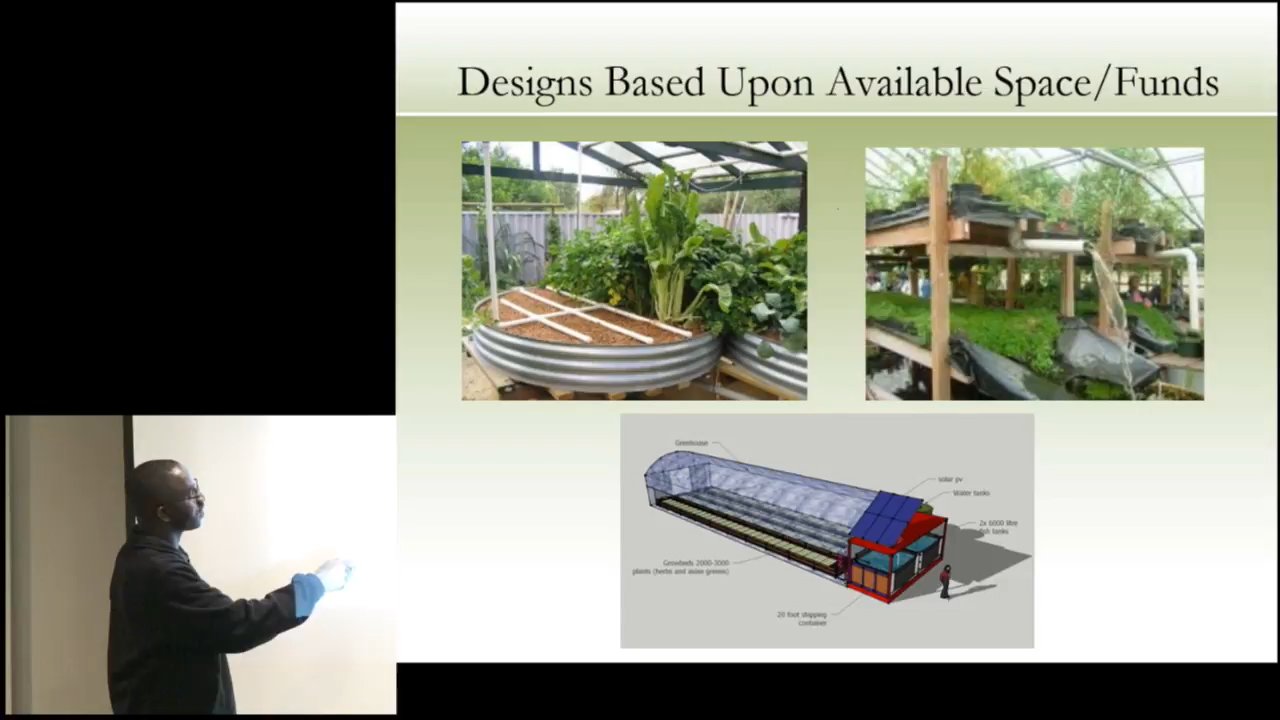 Designs Based Upon Available Space/Funds
Greenhouse
solar pv
Water tanks
2x 6000 litre
fish tanks
Growbeds 2000-3000
plants (herbs and asian greens)
20 foot shipping
container